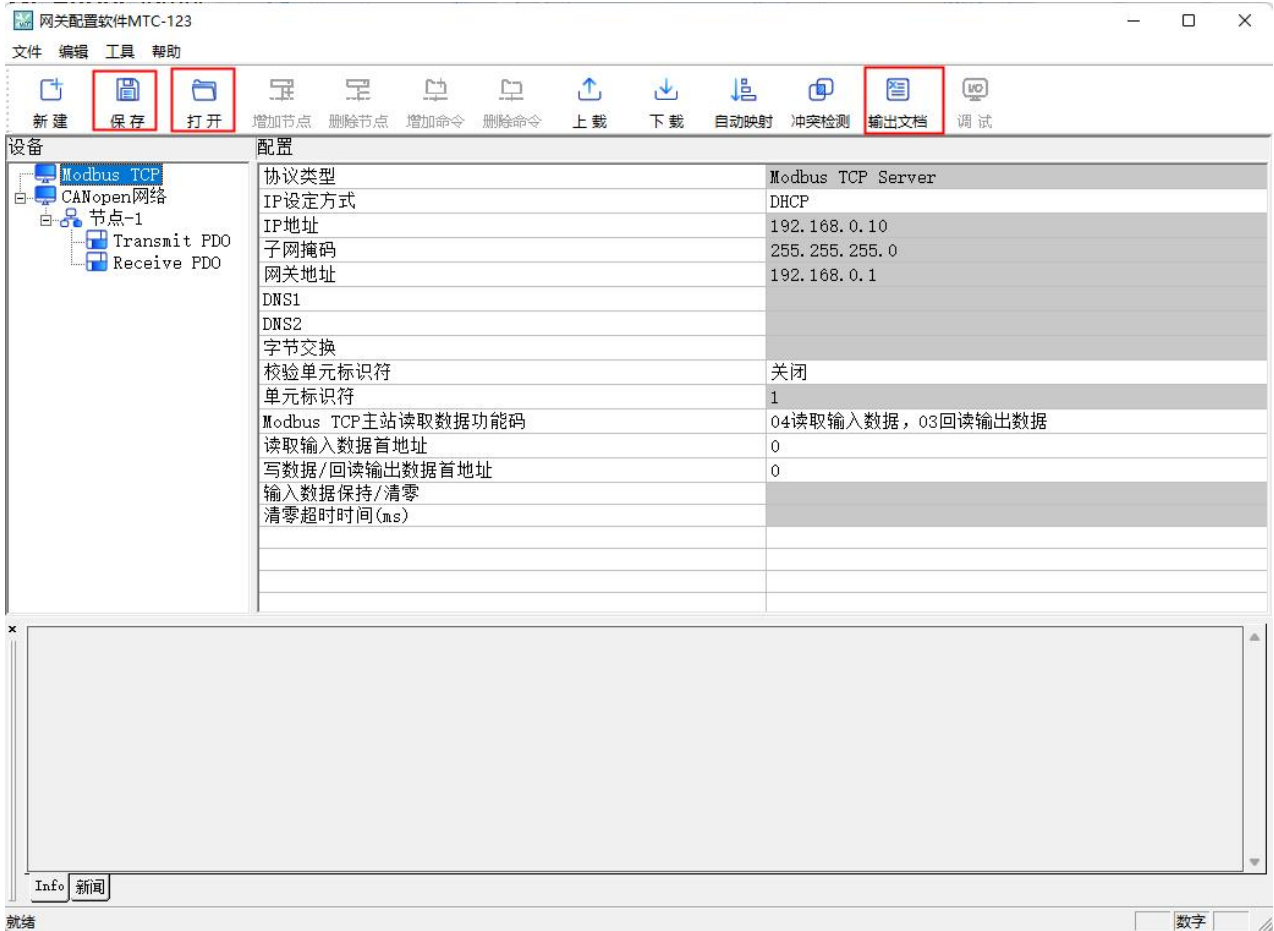 网关配置软件MTC-123
文件 编辑 工具 帮助
新建 保存 打开 增加节点 删除节点 增加命令 删除命令 上载 下载 自动映射 冲突检测 输出文档 调试
设备 配置
Modbus TCP
CANopen网络
节点-1
Transmit PDO
Receive PDO
协议类型 Modbus TCP Server
IP设定方式 DHCP
IP地址 192.168.0.10
子网掩码 255.255.255.0
网关地址 192.168.0.1
DNS1
DNS2
字节交换
校验单元标识符 关闭
单元标识符 1
Modbus TCP主站读取数据功能码 04读取输入数据，03回读输出数据
读取输入数据首地址 0
写数据/回读输出数据首地址 0
输入数据保持/清零
清零超时时间(ms)
Info 新闻
就绪 数字